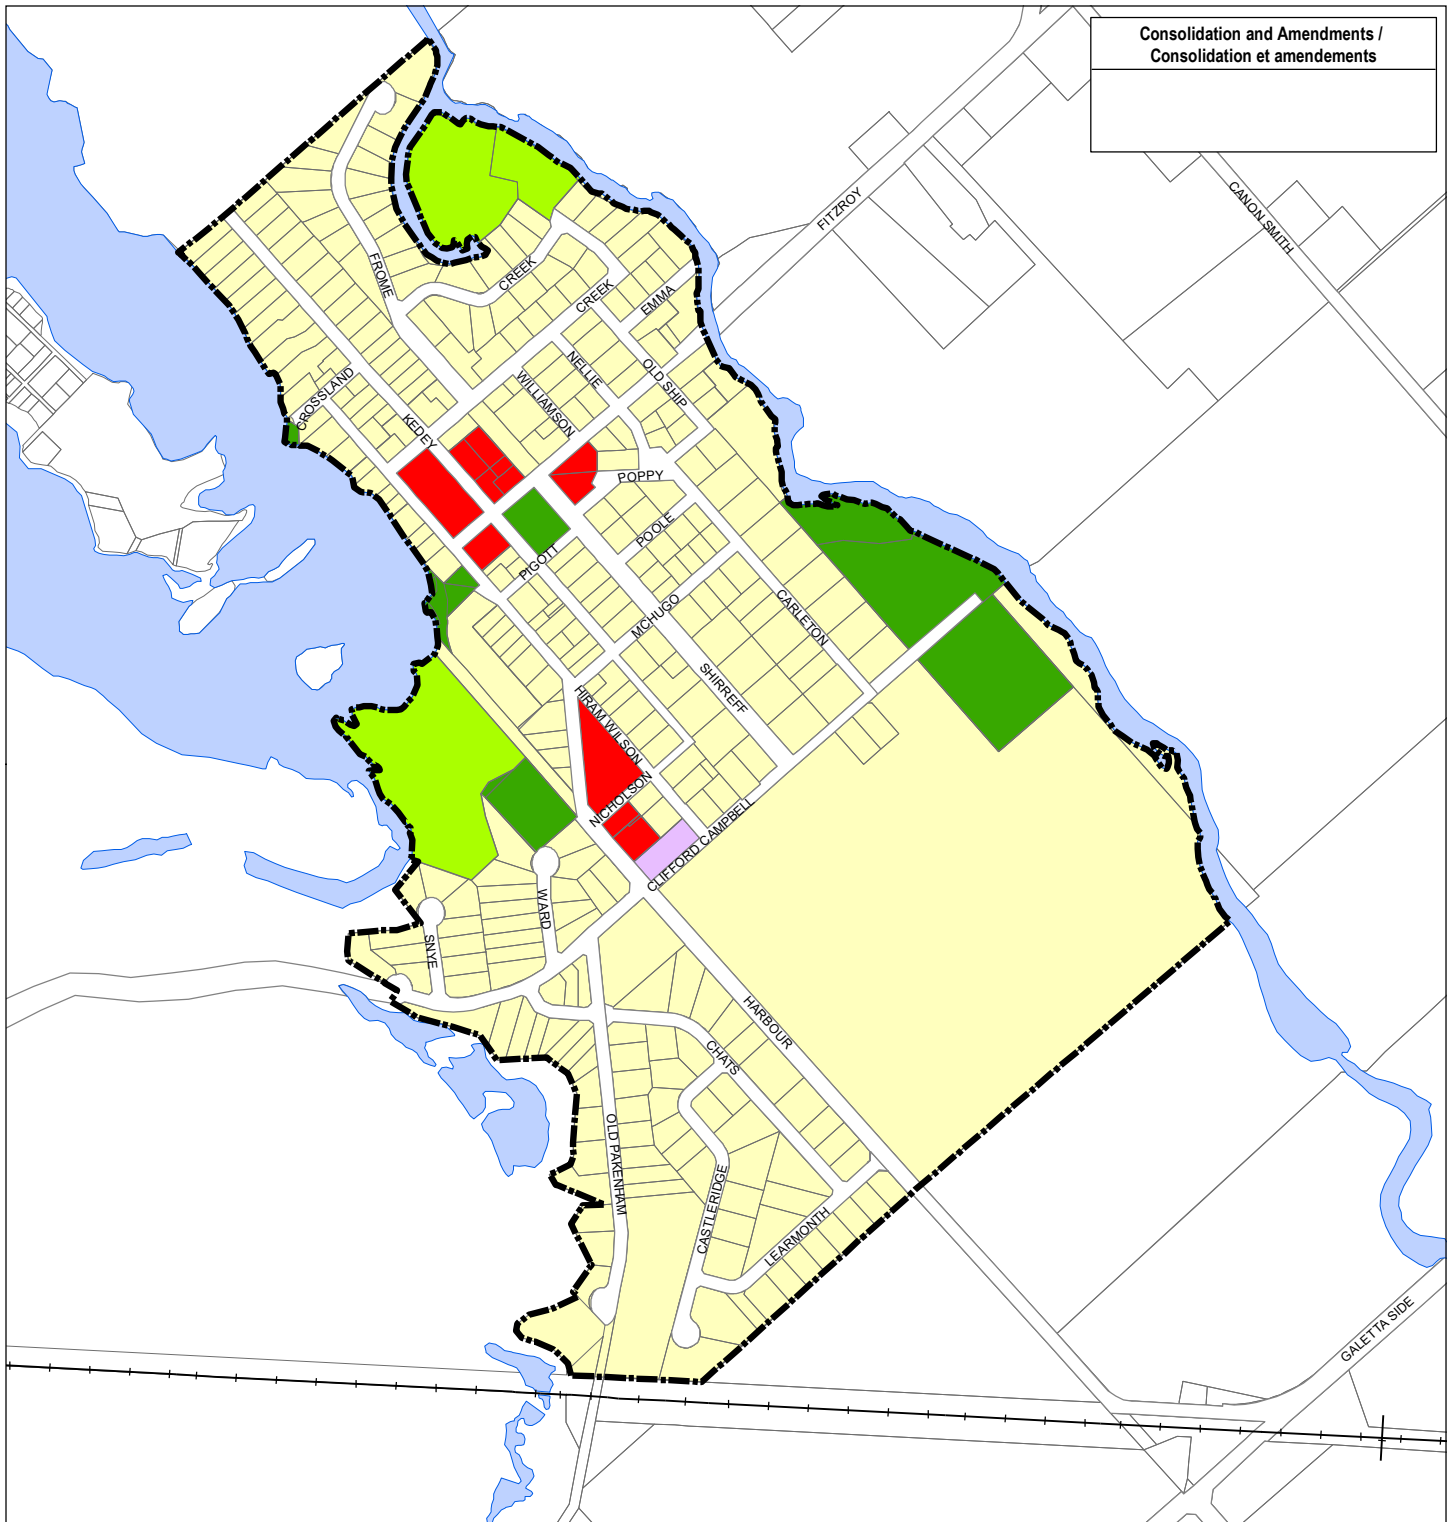 Consolidation and Amendments /
Consolidation et amendements
FITZROY
CANON SMITH
FROME
CREEK
CREEK
EMMA
NELLIE
OLD SHIP
WILLIAMSON
CROSSLAND
KEDEY
POPPY
POOLE
PIGOTT
MCHUGO
CARLETON
SHIRREFF
HIRAM WILSON
NICHOLSON
CLIFFORD CAMPBELL
WARD
SNYE
HARBOUR
CHATS
OLD PAKENHAM
CASTLERIDGE
LEARMONTH
GALETTA SIDE